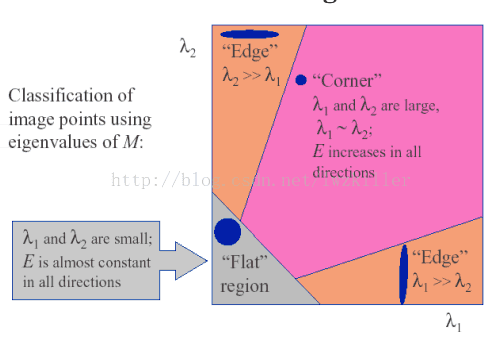 λ₂
“Edge”
λ₂ >> λ₁
“Corner”
λ₁ and λ₂ are large,
λ₁ ~ λ₂;
E increases in all
directions
Classification of
image points using
eigenvalues of M:
λ₁ and λ₂ are small;
E is almost constant
in all directions
“Flat”
region
“Edge”
λ₁ >> λ₂
λ₁